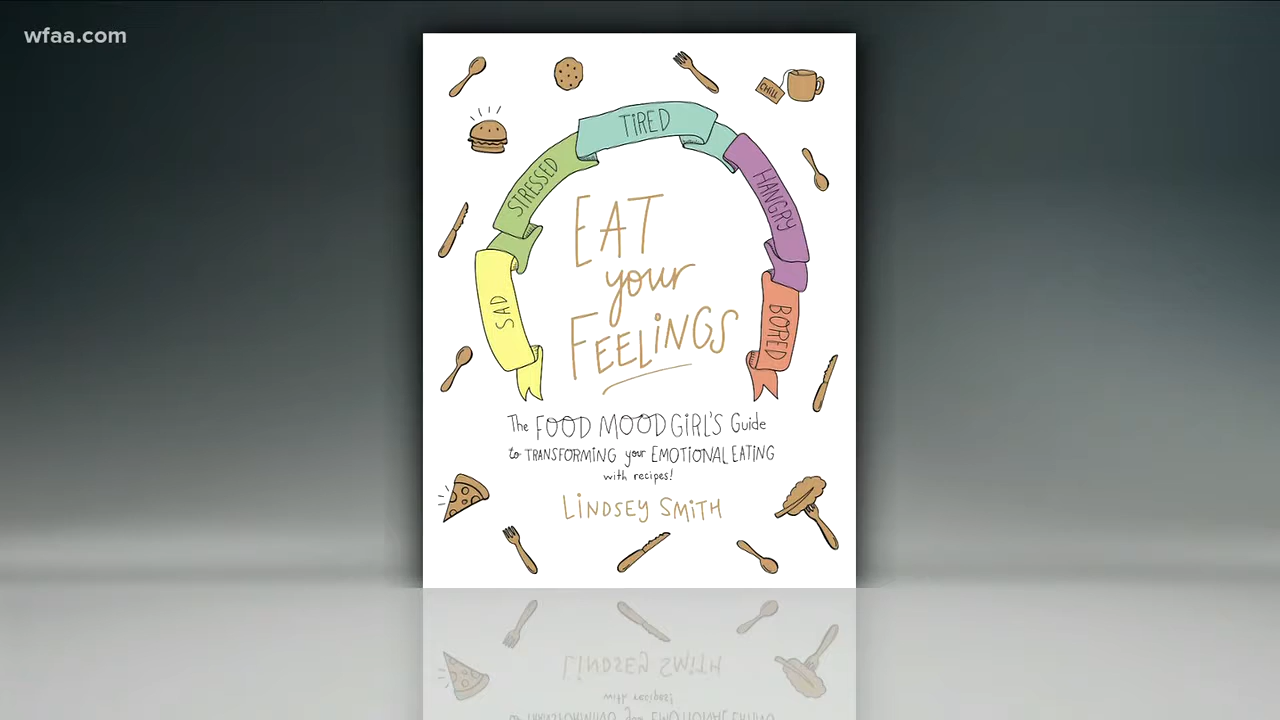 wfaa.com
CHILL
TIRED
STRESSED
HANGRY
SAD
BORED
EAT
your
FEELINGS
The FOOD MOOD GIRL'S Guide
to TRANSFORMING your EMOTIONAL EATING
with recipes!
LINDSEY SMITH